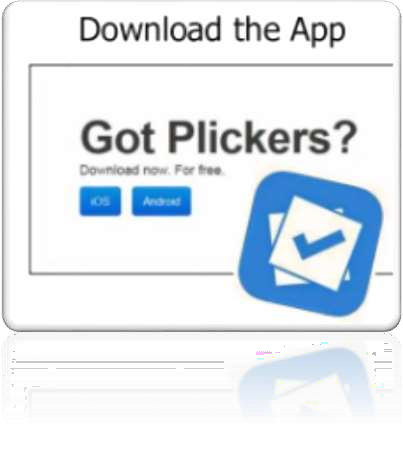 Download the App
Got Plickers?
Download now. For free.
iOS
Android